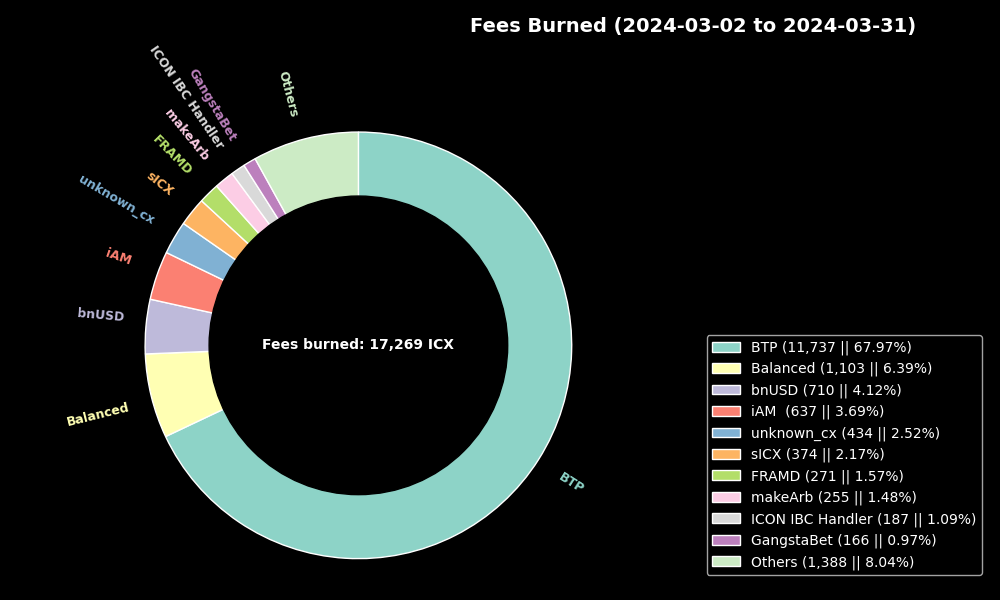 Fees Burned (2024-03-02 to 2024-03-31)
ICON IBC Handler
GangstaBet
Others
makeArb
FRAMD
sICX
unknown_cx
iAM
bnUSD
Balanced
BTP
Fees burned: 17,269 ICX
BTP (11,737 || 67.97%)
Balanced (1,103 || 6.39%)
bnUSD (710 || 4.12%)
iAM  (637 || 3.69%)
unknown_cx (434 || 2.52%)
sICX (374 || 2.17%)
FRAMD (271 || 1.57%)
makeArb (255 || 1.48%)
ICON IBC Handler (187 || 1.09%)
GangstaBet (166 || 0.97%)
Others (1,388 || 8.04%)